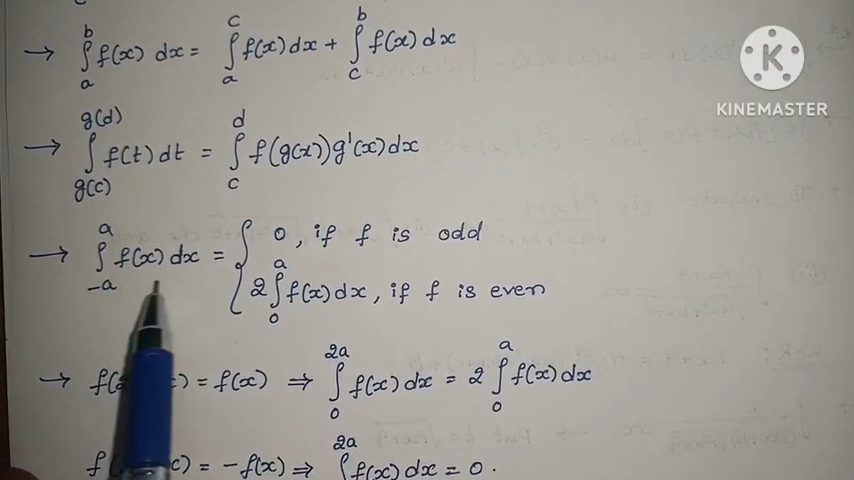 → ∫_a^b f(x) dx = ∫_a^c f(x) dx + ∫_c^b f(x) dx
KINEMASTER
→ ∫_{g(c)}^{g(d)} f(t) dt = ∫_c^d f(g(x)) g'(x) dx
→ ∫_{-a}^a f(x) dx = { 0, if f is odd
2 ∫_0^a f(x) dx, if f is even
→ f(2 ) = f(x) ⇒ ∫_0^{2a} f(x) dx = 2 ∫_0^a f(x) dx
f( ) = -f(x) ⇒ ∫^{2a} f(x) dx = 0.